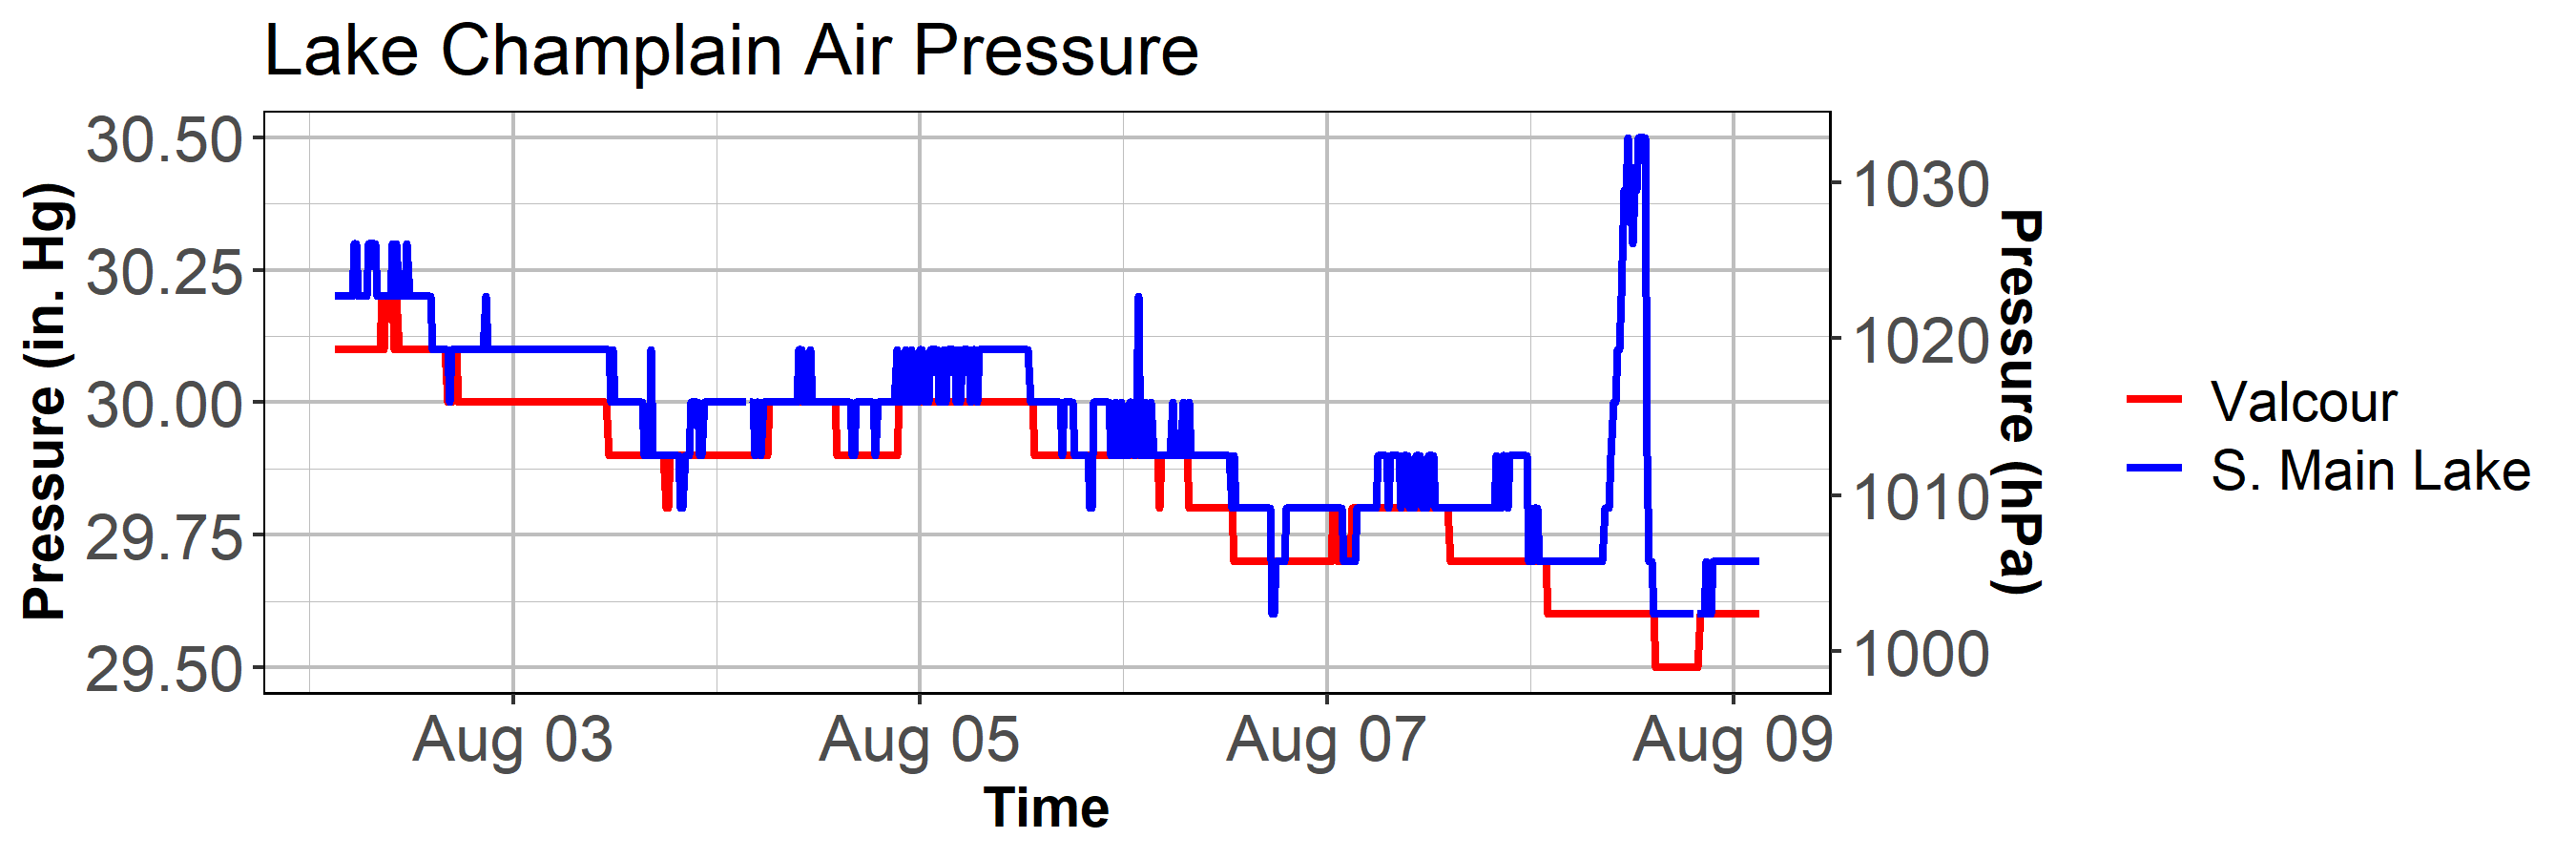 Lake Champlain Air Pressure
Pressure (in. Hg)
30.50
30.25
30.00
29.75
29.50
1030
1020
1010
1000
Pressure (hPa)
Valcour
S. Main Lake
Aug 03
Aug 05
Aug 07
Aug 09
Time